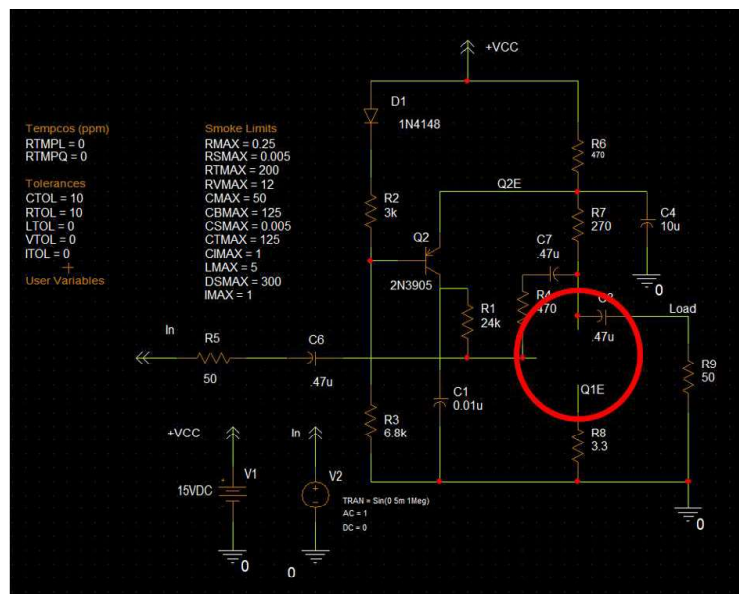 +VCC
D1
1N4148
Tempcos (ppm)
RTMPL = 0
RTMPQ = 0
Tolerances
CTOL = 10
RTOL = 10
LTOL = 0
VTOL = 0
ITOL = 0
User Variables
Smoke Limits
RMAX = 0.25
RSMAX = 0.005
RTMAX = 200
RVMAX = 12
CMAX = 50
CBMAX = 125
CSMAX = 0.005
CTMAX = 125
CIMAX = 1
LMAX = 5
DSMAX = 300
IMAX = 1
R6
470
R2
3k
Q2E
R7
270
C4
10u
0
Q2
2N3905
C7
.47u
R4
470
R1
24k
.47u
Load
In
R5
50
C6
.47u
R9
50
C1
0.01u
Q1E
R3
6.8k
R8
3.3
+VCC
In
V1
15VDC
V2
TRAN = Sin(0 5m 1Meg)
AC = 1
DC = 0
0
0
0